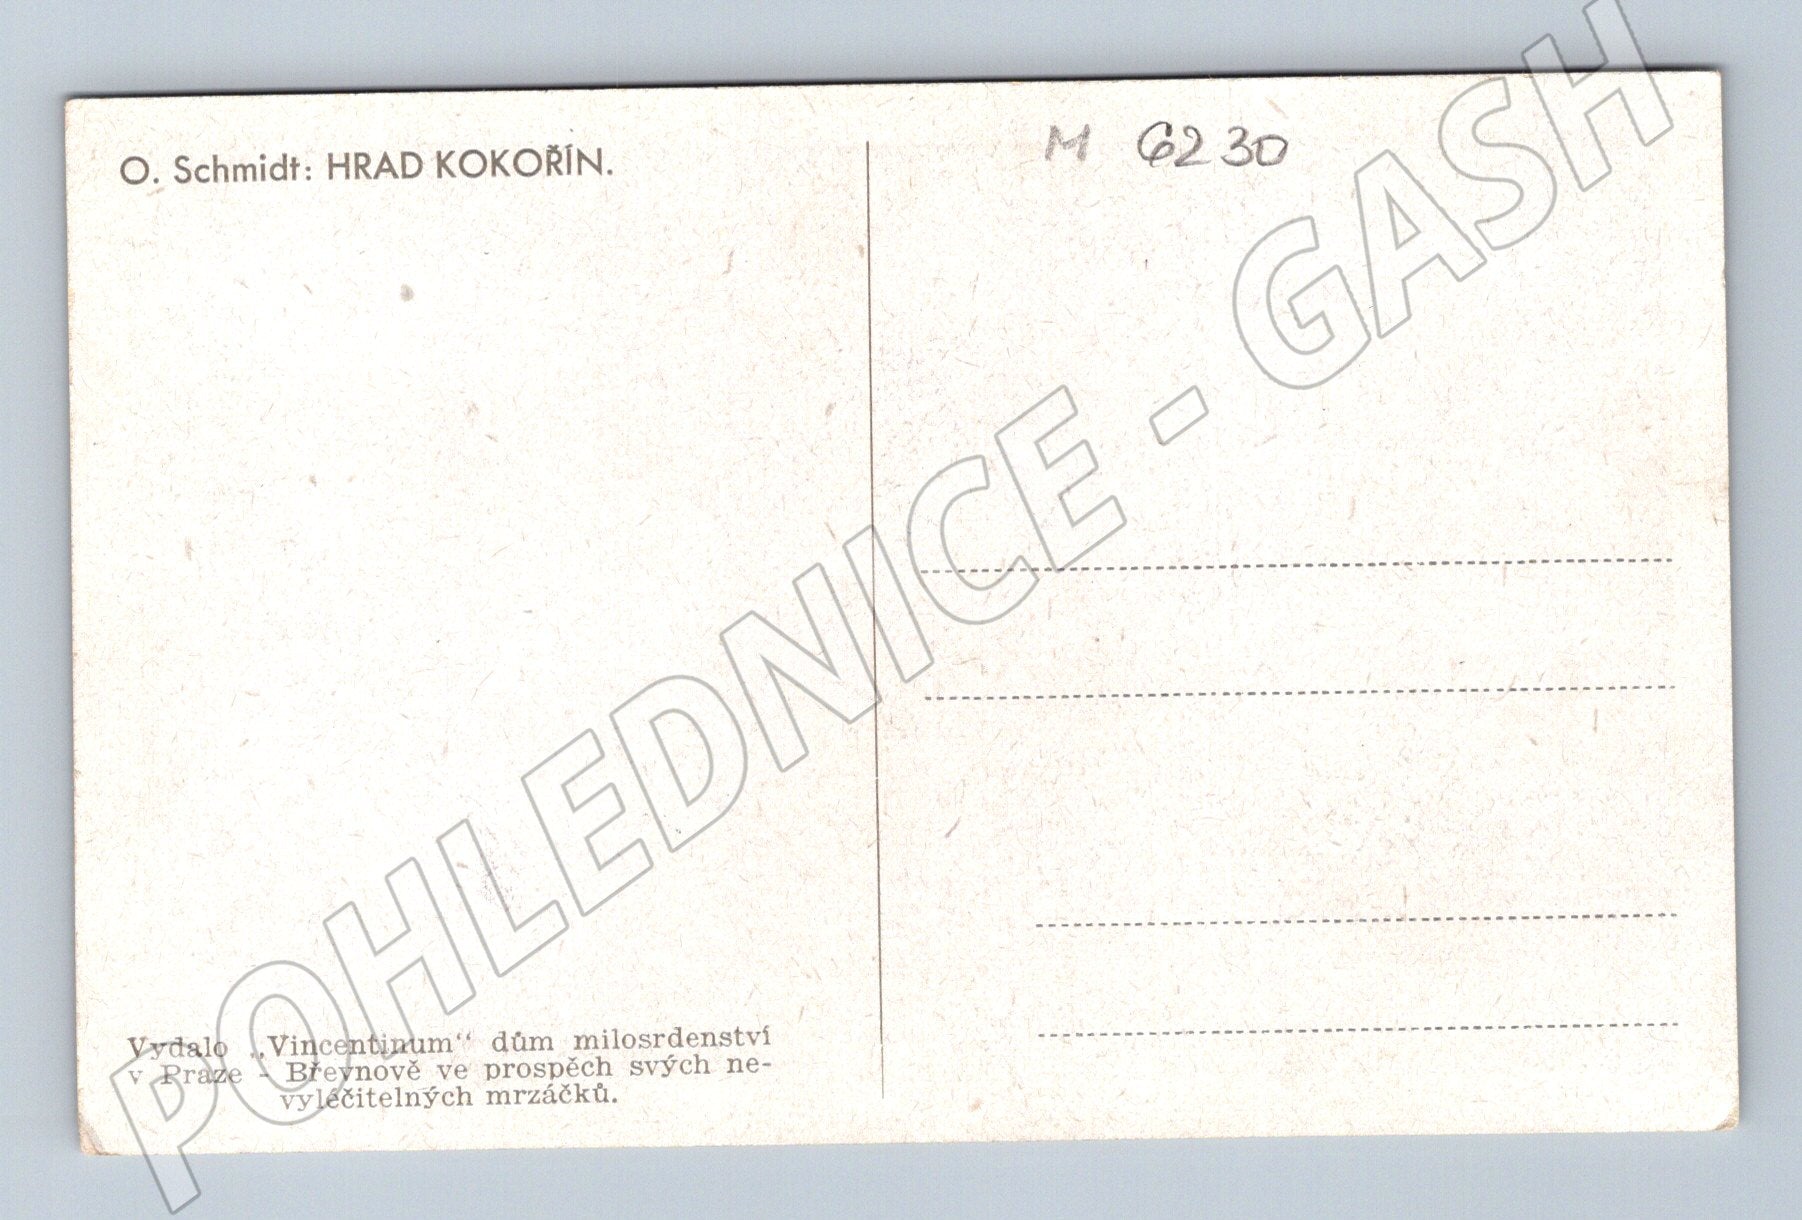 O. Schmidt: HRAD KOKOŘÍN.
M 6230
Vydalo „Vincentinum“ dům milosrdenství
v Praze - Břevnově ve prospěch svých ne-
vyléčitelných mrzáčků.
POHLEDNICE - GASH